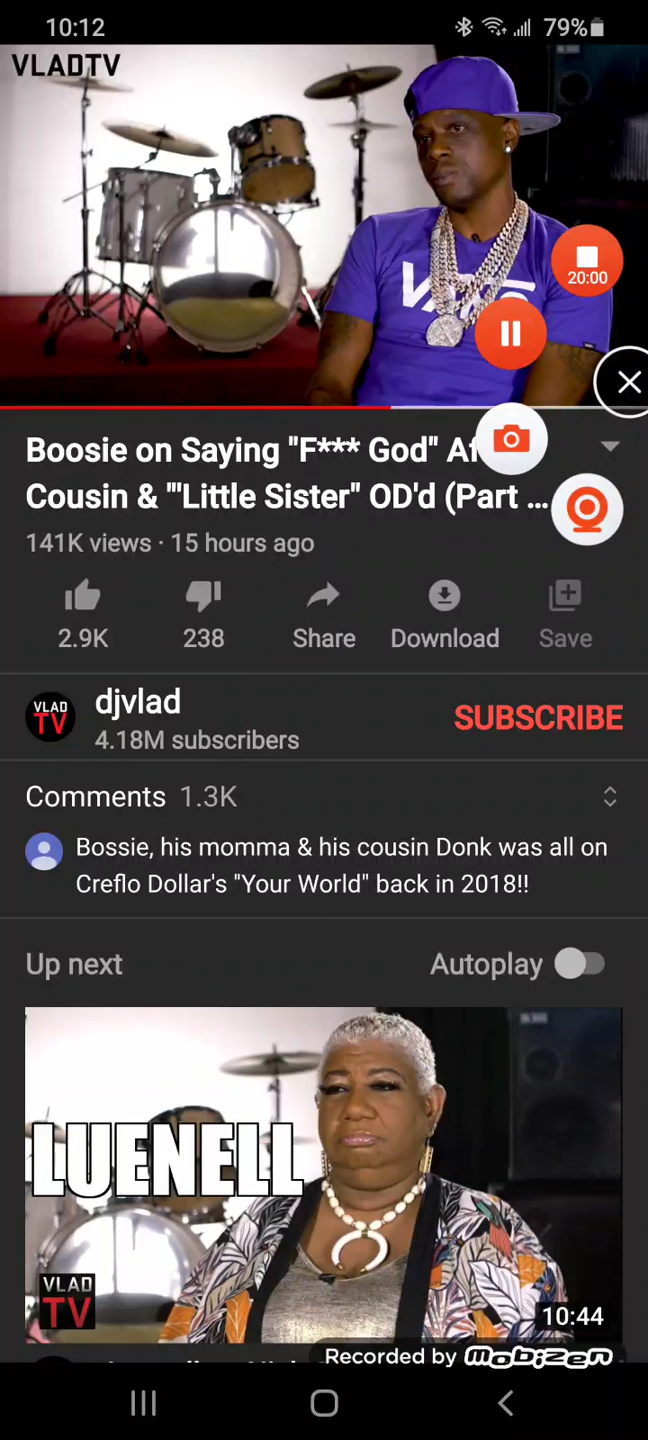 10:12
79%
VLADTV
20:00
Boosie on Saying "F*** God" Af
Cousin & '"Little Sister" OD'd (Part ...
141K views · 15 hours ago
2.9K
238
Share
Download
Save
VLAD
TV
djvlad
4.18M subscribers
SUBSCRIBE
Comments 1.3K
Bossie, his momma & his cousin Donk was all on
Creflo Dollar's "Your World" back in 2018!!
Up next
Autoplay
LUENELL
VLAD
TV
10:44
Recorded by mobizen